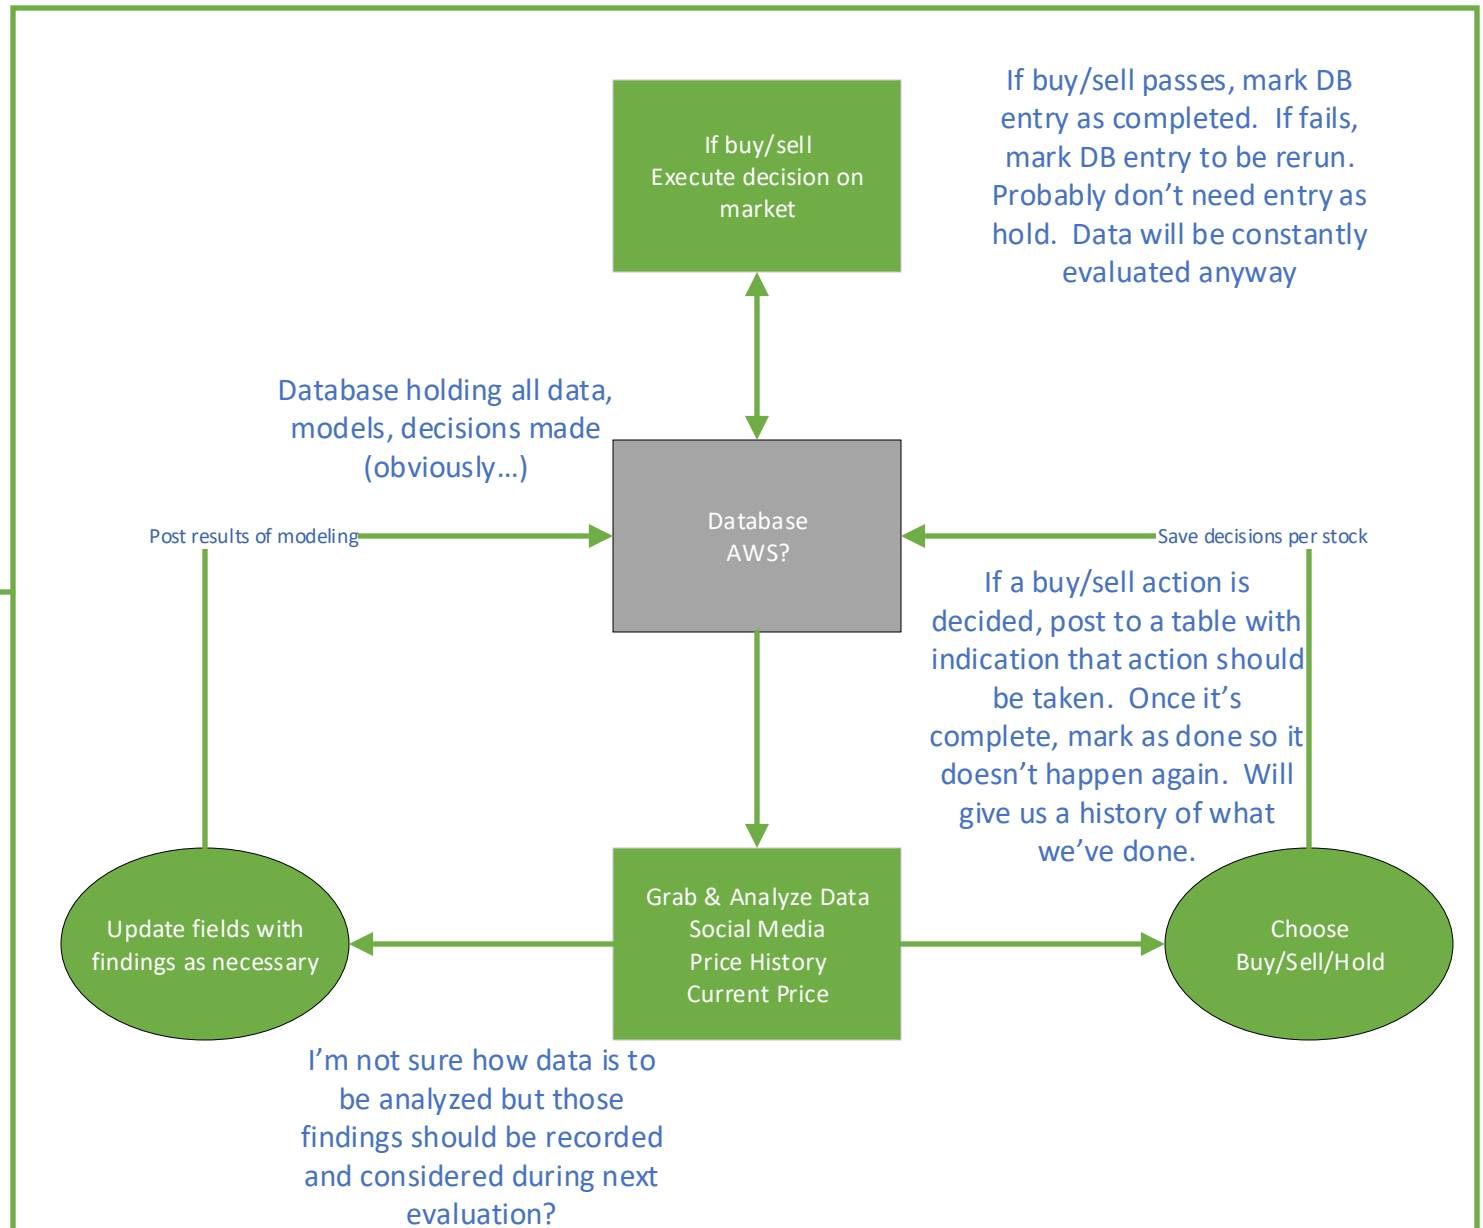 If buy/sell
Execute decision on
market
If buy/sell passes, mark DB
entry as completed.  If fails,
mark DB entry to be rerun.
Probably don't need entry as
hold.  Data will be constantly
evaluated anyway
Database holding all data,
models, decisions made
(obviously...)
Database
AWS?
Post results of modeling
Save decisions per stock
If a buy/sell action is
decided, post to a table with
indication that action should
be taken.  Once it's
complete, mark as done so it
doesn't happen again.  Will
give us a history of what
we've done.
Update fields with
findings as necessary
Grab & Analyze Data
Social Media
Price History
Current Price
Choose
Buy/Sell/Hold
I'm not sure how data is to
be analyzed but those
findings should be recorded
and considered during next
evaluation?